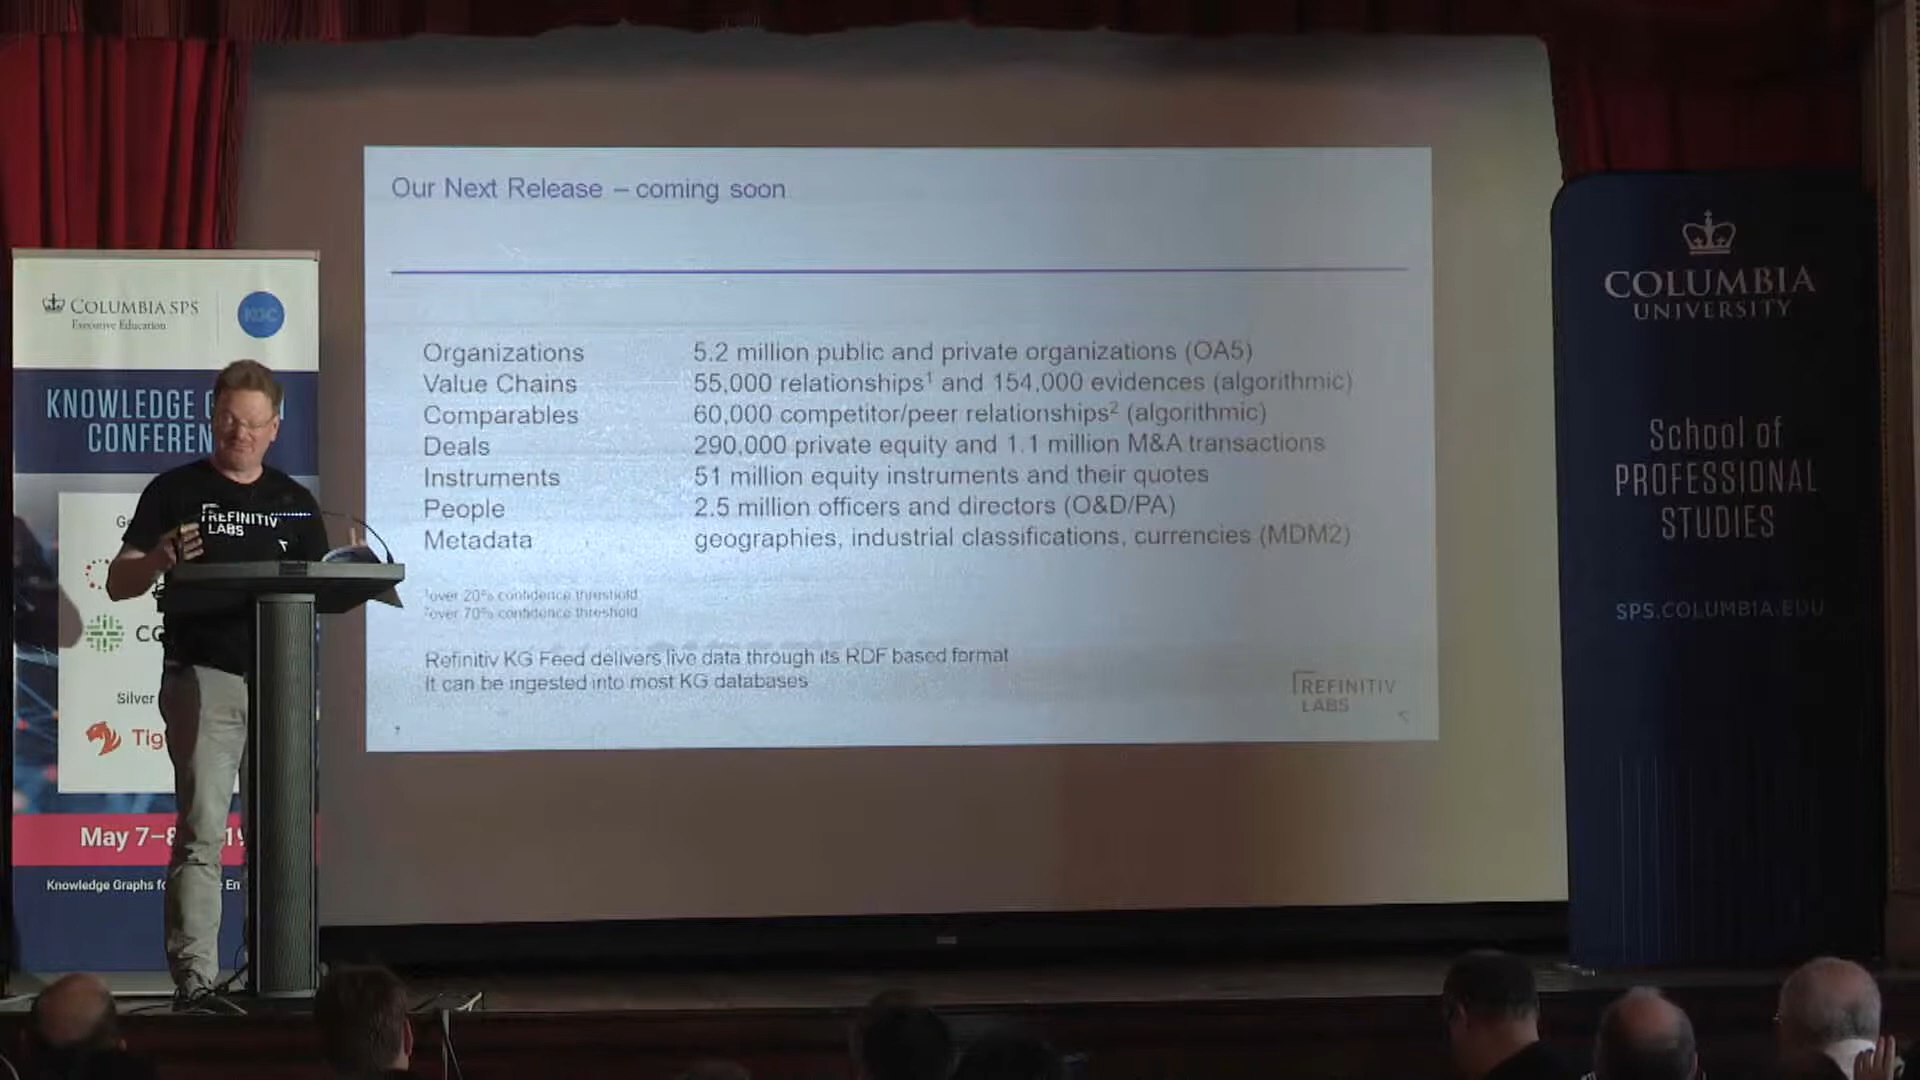 Our Next Release – coming soon
Organizations 5.2 million public and private organizations (OA5)
Value Chains 55,000 relationships¹ and 154,000 evidences (algorithmic)
Comparables 60,000 competitor/peer relationships² (algorithmic)
Deals 290,000 private equity and 1.1 million M&A transactions
Instruments 51 million equity instruments and their quotes
People 2.5 million officers and directors (O&D/PA)
Metadata geographies, industrial classifications, currencies (MDM2)
¹over 20% confidence threshold
²over 70% confidence threshold
Refinitiv KG Feed delivers live data through its RDF based format
It can be ingested into most KG databases
REFINITIV
LABS
7
COLUMBIA SPS
Executive Education
KGC
KNOWLEDGE
CONFEREN
Silver
Tig
May 7–8 19
Knowledge Graphs fo En
REFINITIV
LABS
COLUMBIA
UNIVERSITY
School of
PROFESSIONAL
STUDIES
SPS.COLUMBIA.EDU